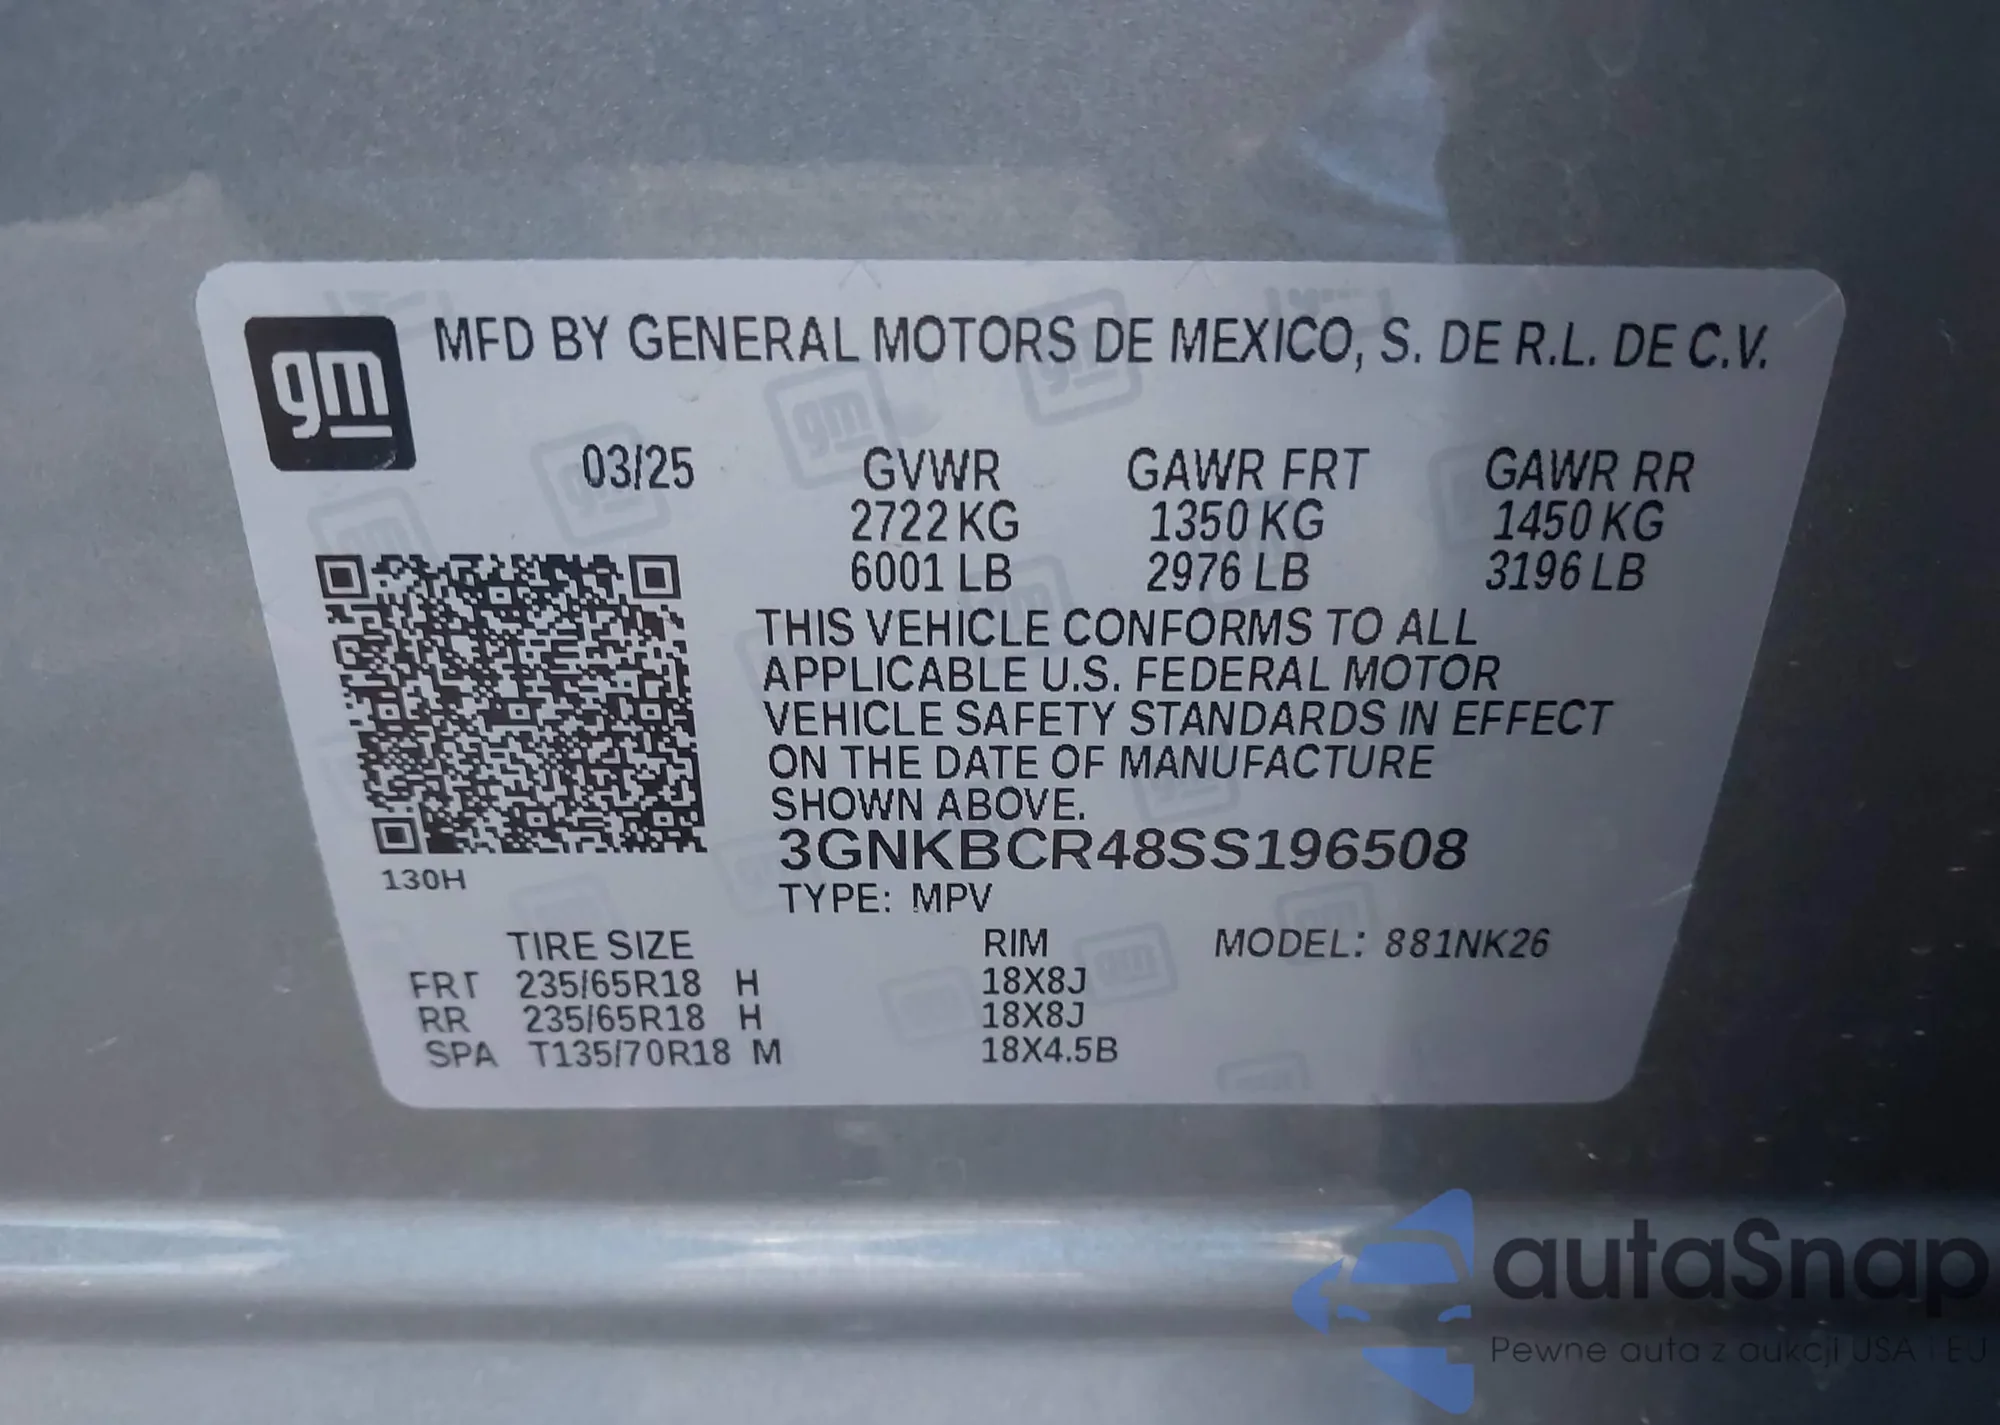 gm
MFD BY GENERAL MOTORS DE MEXICO, S. DE R.L. DE C.V.
03/25 GVWR GAWR FRT GAWR RR
2722 KG 1350 KG 1450 KG
6001 LB 2976 LB 3196 LB
THIS VEHICLE CONFORMS TO ALL
APPLICABLE U.S. FEDERAL MOTOR
VEHICLE SAFETY STANDARDS IN EFFECT
ON THE DATE OF MANUFACTURE
SHOWN ABOVE.
3GNKBCR48SS196508
130H
TYPE: MPV
TIRE SIZE RIM MODEL: 881NK26
FRT 235/65R18 H 18X8J
RR 235/65R18 H 18X8J
SPA T135/70R18 M 18X4.5B
autaSnap
Pewne auta z aukcji USA i EU